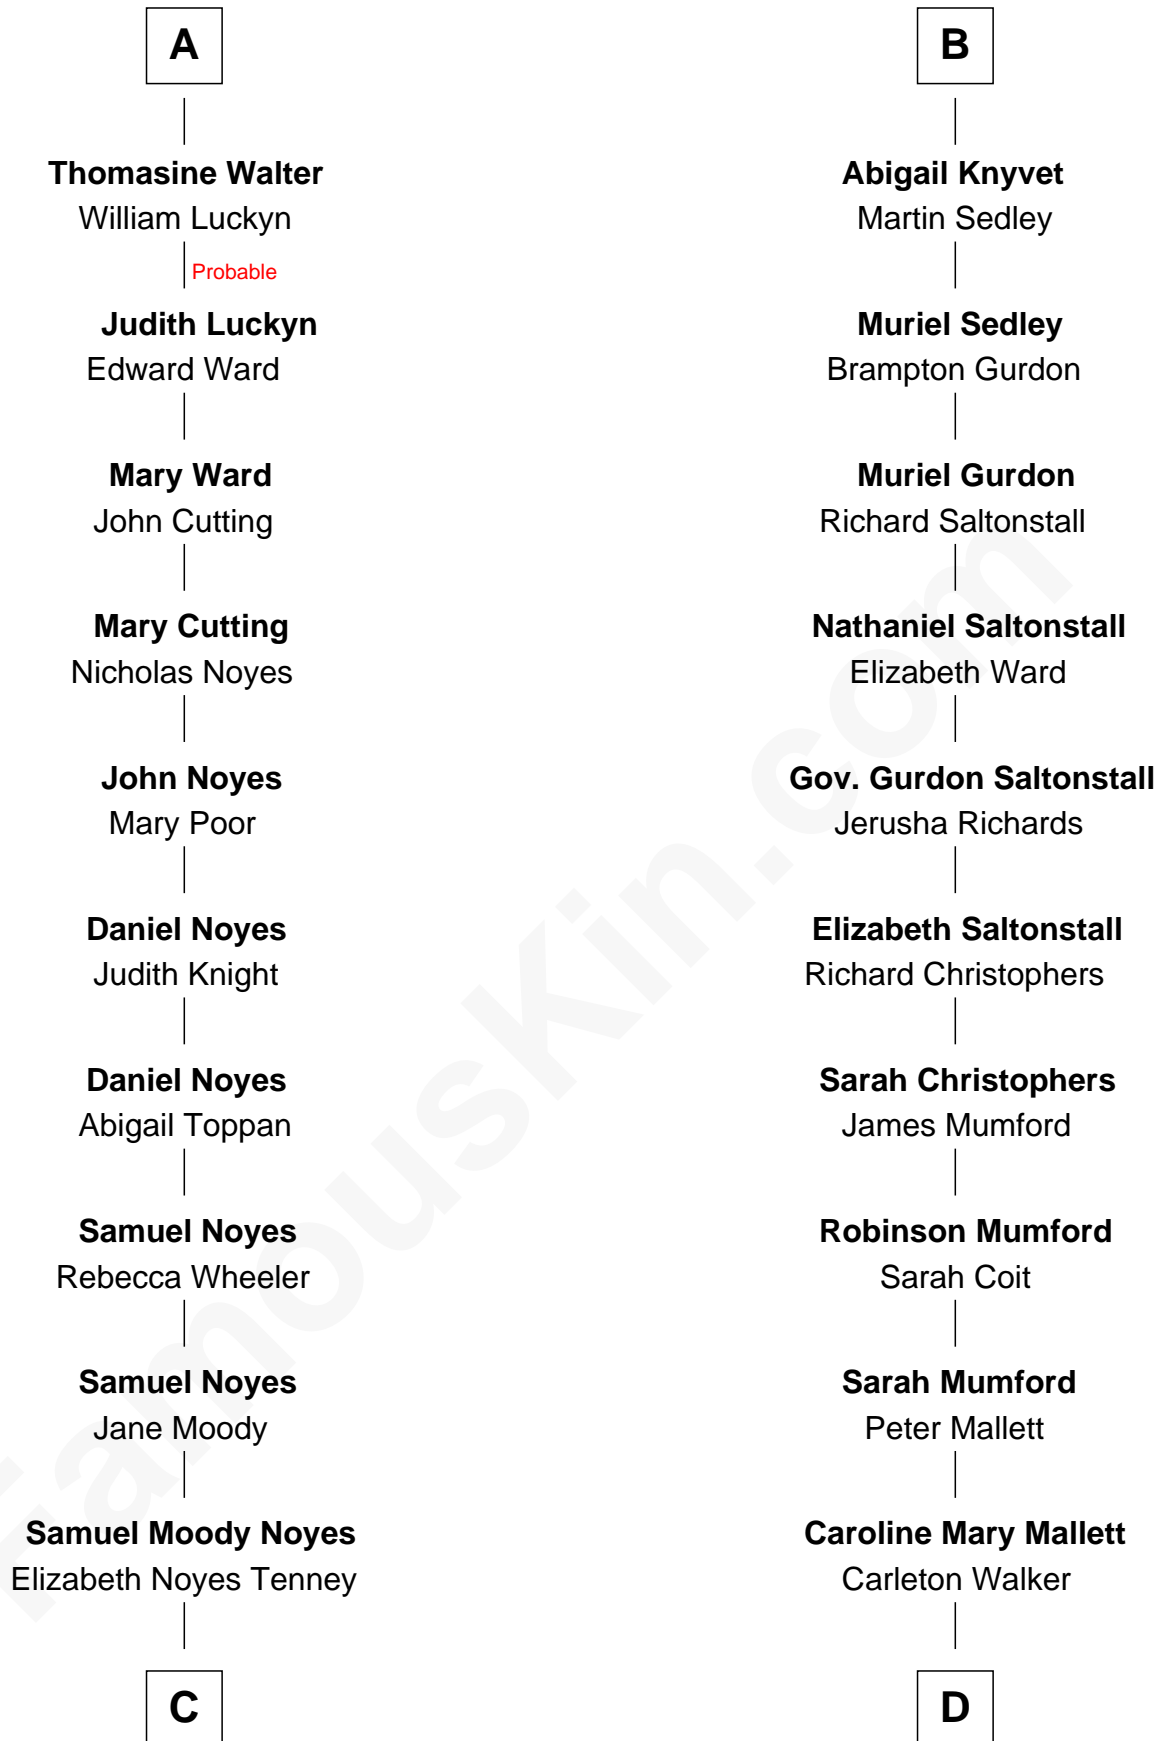 A
Thomasine Walter
William Luckyn
Probable
Judith Luckyn
Edward Ward
Mary Ward
John Cutting
Mary Cutting
Nicholas Noyes
John Noyes
Mary Poor
Daniel Noyes
Judith Knight
Daniel Noyes
Abigail Toppan
Samuel Noyes
Rebecca Wheeler
Samuel Noyes
Jane Moody
Samuel Moody Noyes
Elizabeth Noyes Tenney
C
B
Abigail Knyvet
Martin Sedley
Muriel Sedley
Brampton Gurdon
Muriel Gurdon
Richard Saltonstall
Nathaniel Saltonstall
Elizabeth Ward
Gov. Gurdon Saltonstall
Jerusha Richards
Elizabeth Saltonstall
Richard Christophers
Sarah Christophers
James Mumford
Robinson Mumford
Sarah Coit
Sarah Mumford
Peter Mallett
Caroline Mary Mallett
Carleton Walker
D
FamousKin.com